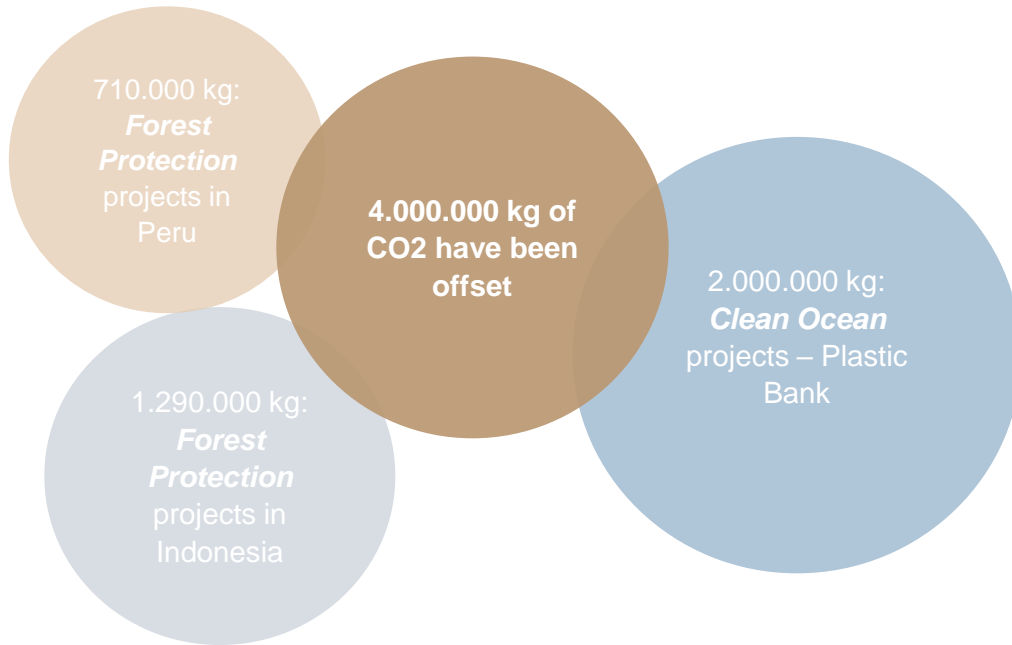 710.000 kg:
Forest
Protection
projects in
Peru
4.000.000 kg of
CO2 have been
offset
2.000.000 kg:
Clean Ocean
projects – Plastic
Bank
1.290.000 kg:
Forest
Protection
projects in
Indonesia